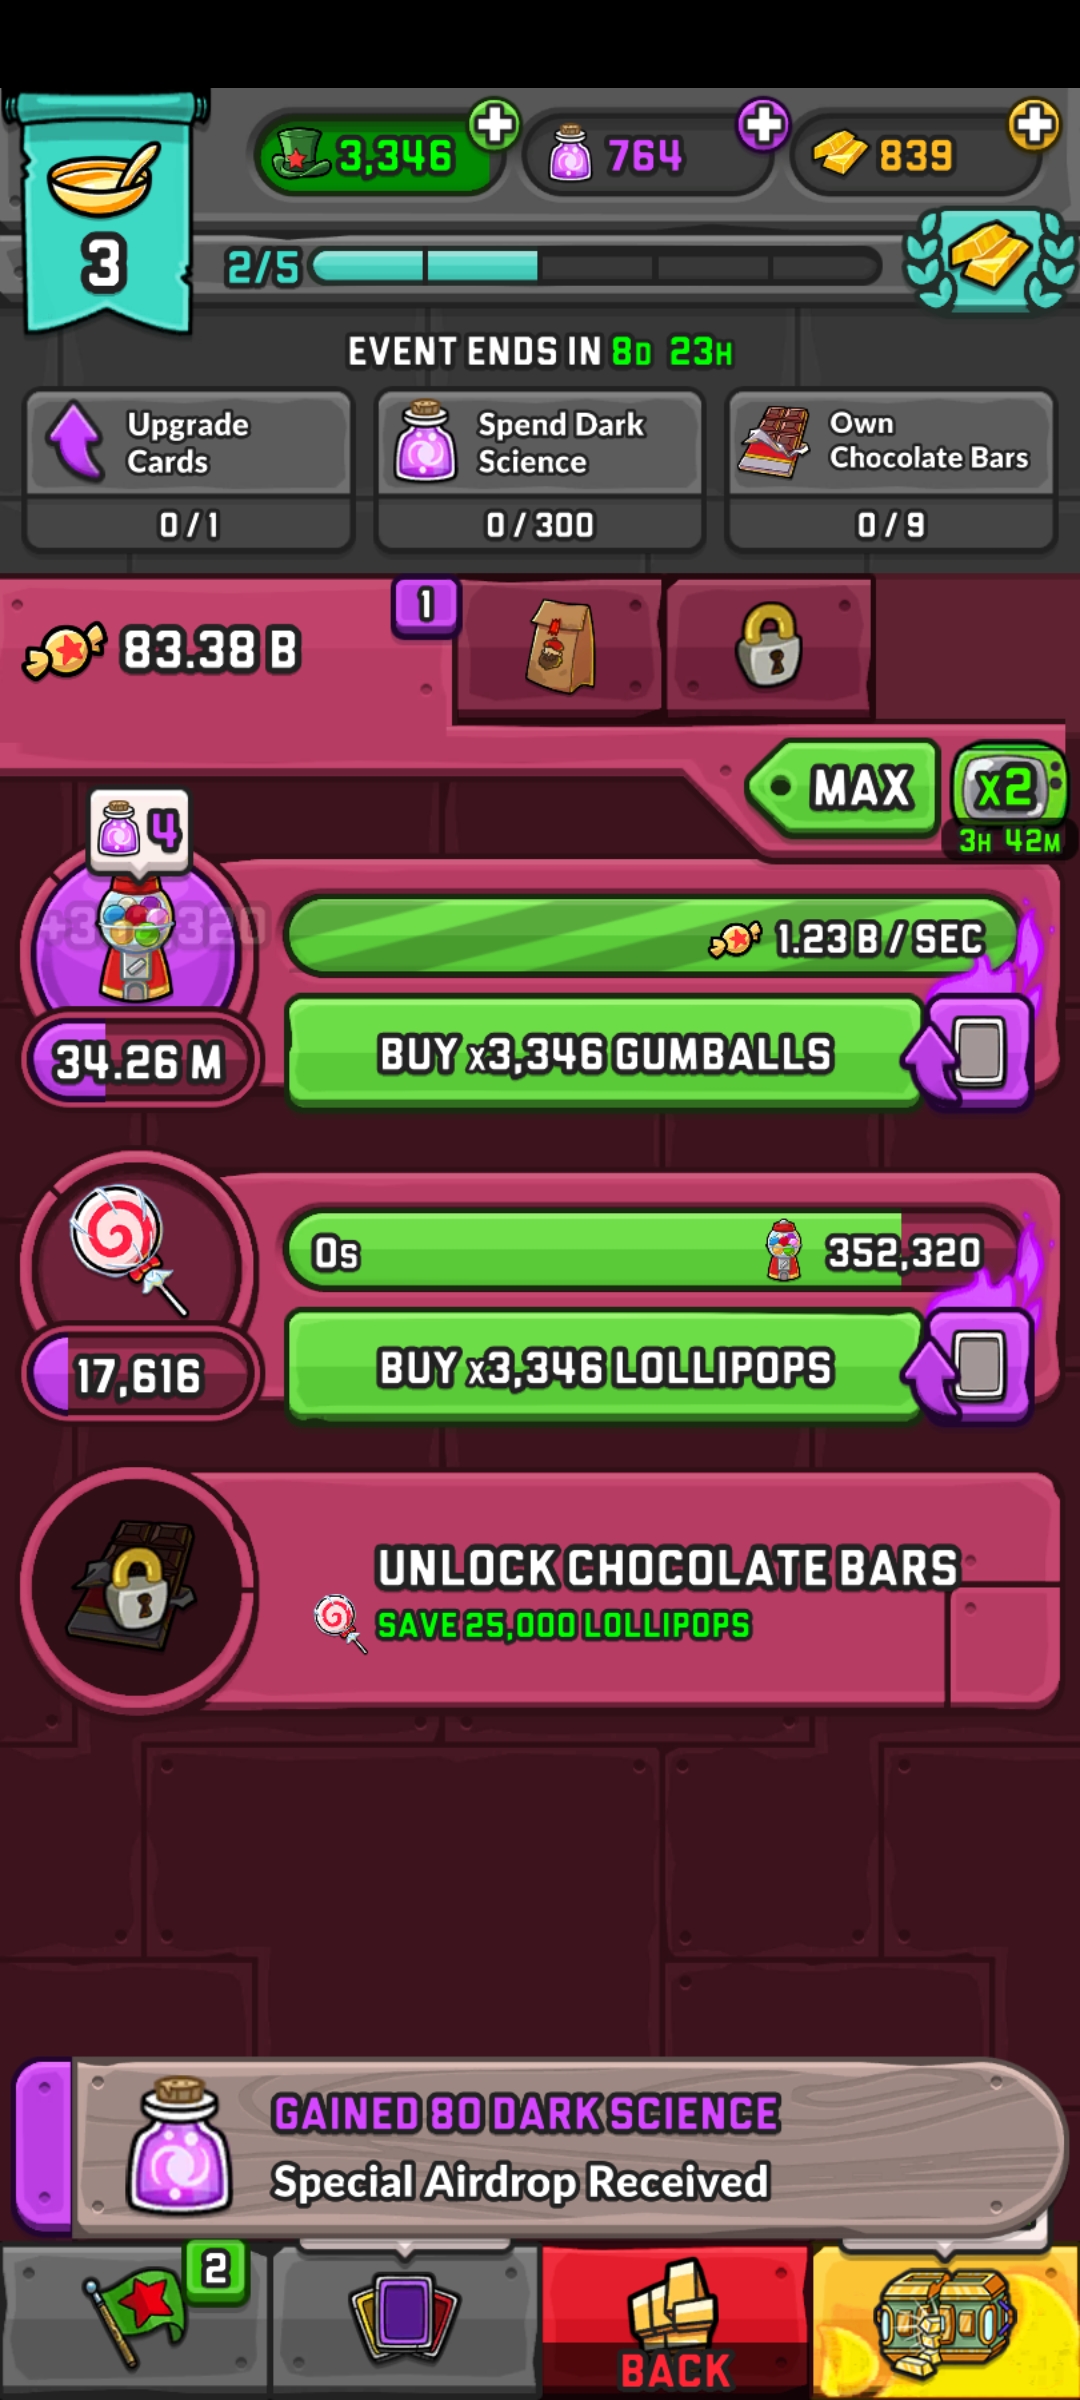 3,346
764
839
3
2/5
EVENT ENDS IN 8D 23H
Upgrade Cards
0 / 1
Spend Dark Science
0 / 300
Own Chocolate Bars
0 / 9
83.38 B
1
MAX
x2
3H 42M
4
1.23 B / SEC
34.26 M
BUY x3,346 GUMBALLS
0s
352,320
17,616
BUY x3,346 LOLLIPOPS
UNLOCK CHOCOLATE BARS
SAVE 25,000 LOLLIPOPS
GAINED 80 DARK SCIENCE
Special Airdrop Received
2
BACK